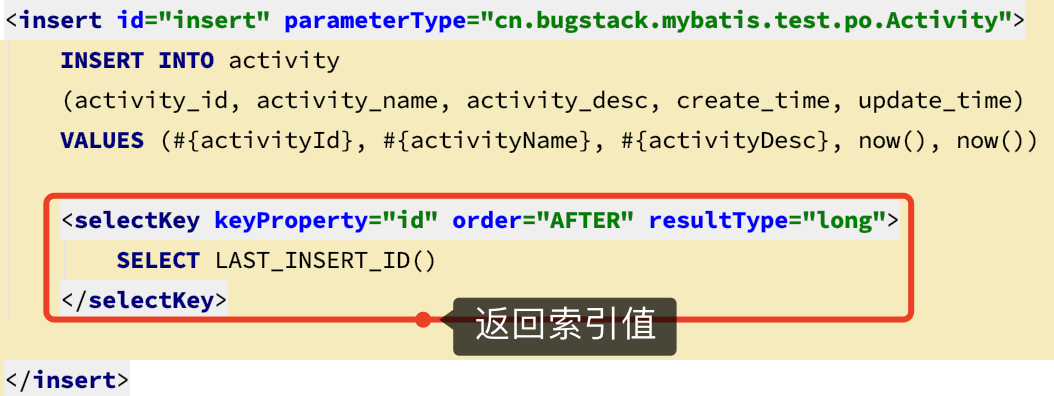 <insert id="insert" parameterType="cn.bugstack.mybatis.test.po.Activity">
INSERT INTO activity
(activity_id, activity_name, activity_desc, create_time, update_time)
VALUES (#{activityId}, #{activityName}, #{activityDesc}, now(), now())
<selectKey keyProperty="id" order="AFTER" resultType="long">
SELECT LAST_INSERT_ID()
</selectKey>
返回索引值
</insert>